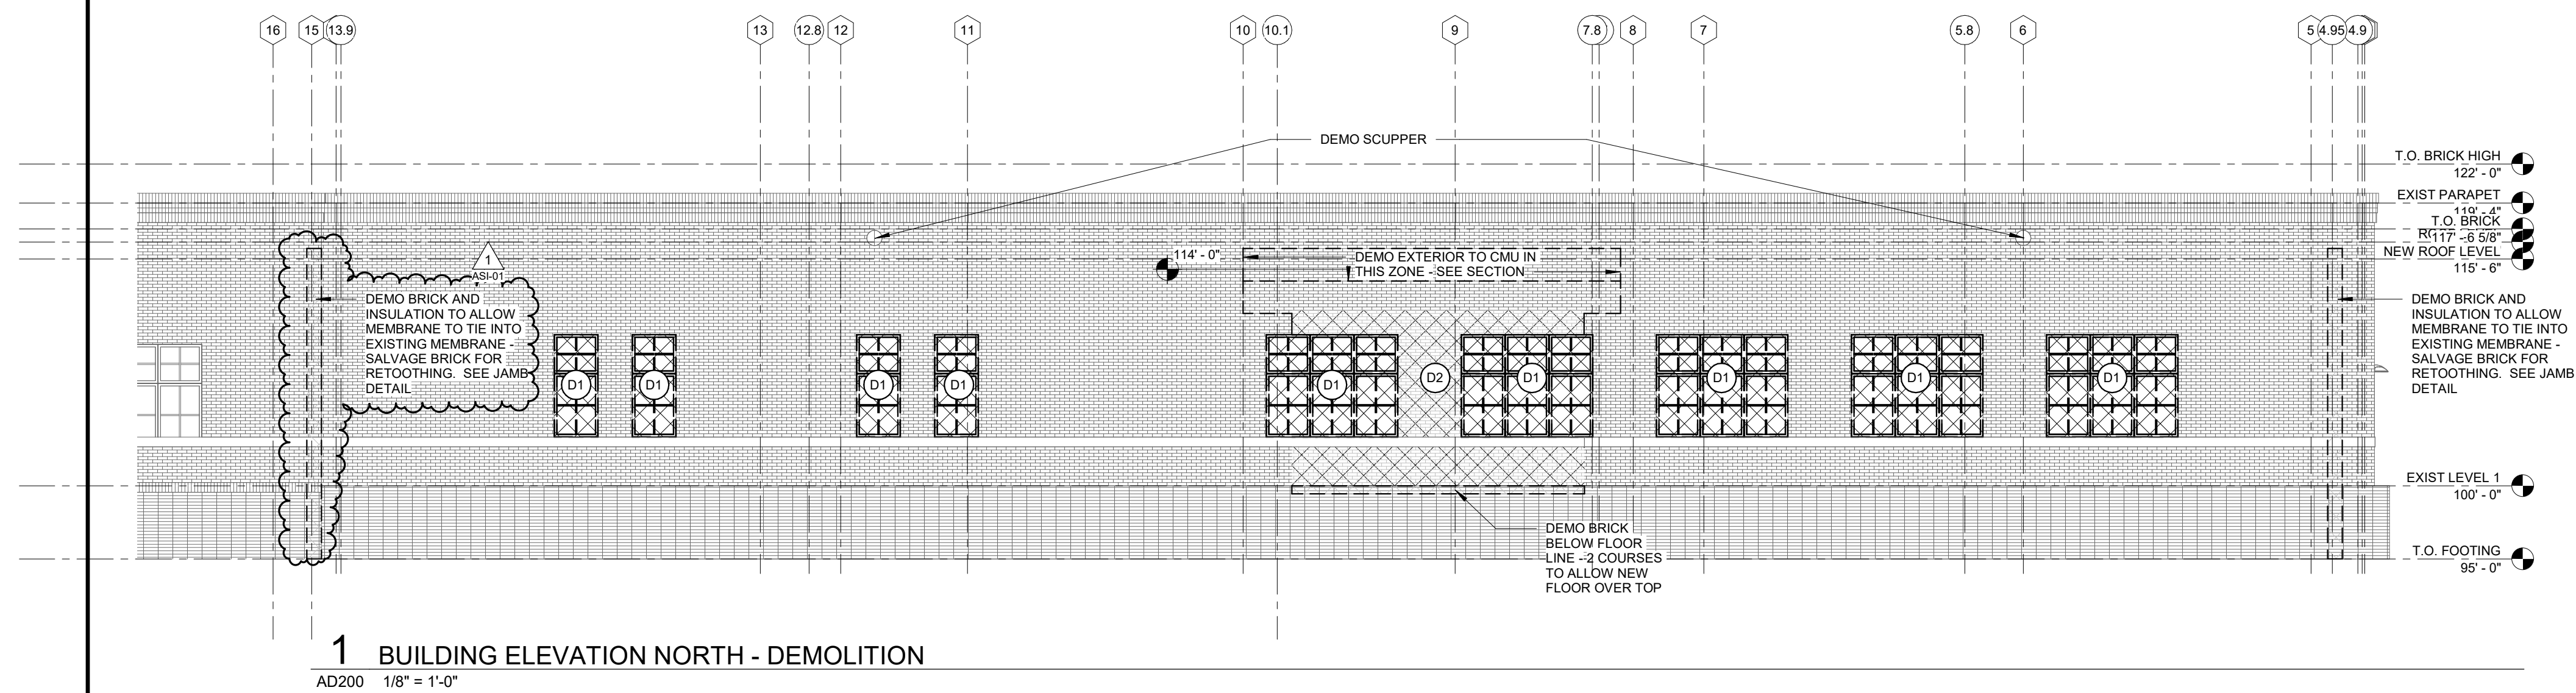 16
15
13.9
13
12.8
12
11
10
10.1
9
7.8
8
7
5.8
6
5
4.95
4.9
DEMO SCUPPER
T.O. BRICK HIGH
122' - 0"
EXIST PARAPET
119' - 4"
T.O. BRICK
117' - 6 5/8"
NEW ROOF LEVEL
115' - 6"
1
ASI-01
114' - 0"
DEMO EXTERIOR TO CMU IN
THIS ZONE - SEE SECTION
DEMO BRICK AND
INSULATION TO ALLOW
MEMBRANE TO TIE INTO
EXISTING MEMBRANE -
SALVAGE BRICK FOR
RETOOTHING. SEE JAMB
DETAIL
DEMO BRICK AND
INSULATION TO ALLOW
MEMBRANE TO TIE INTO
EXISTING MEMBRANE -
SALVAGE BRICK FOR
RETOOTHING. SEE JAMB
DETAIL
D1
D1
D1
D1
D1
D2
D1
D1
D1
D1
EXIST LEVEL 1
100' - 0"
DEMO BRICK
BELOW FLOOR
LINE - 2 COURSES
TO ALLOW NEW
FLOOR OVER TOP
T.O. FOOTING
95' - 0"
1 BUILDING ELEVATION NORTH - DEMOLITION
AD200 1/8" = 1'-0"